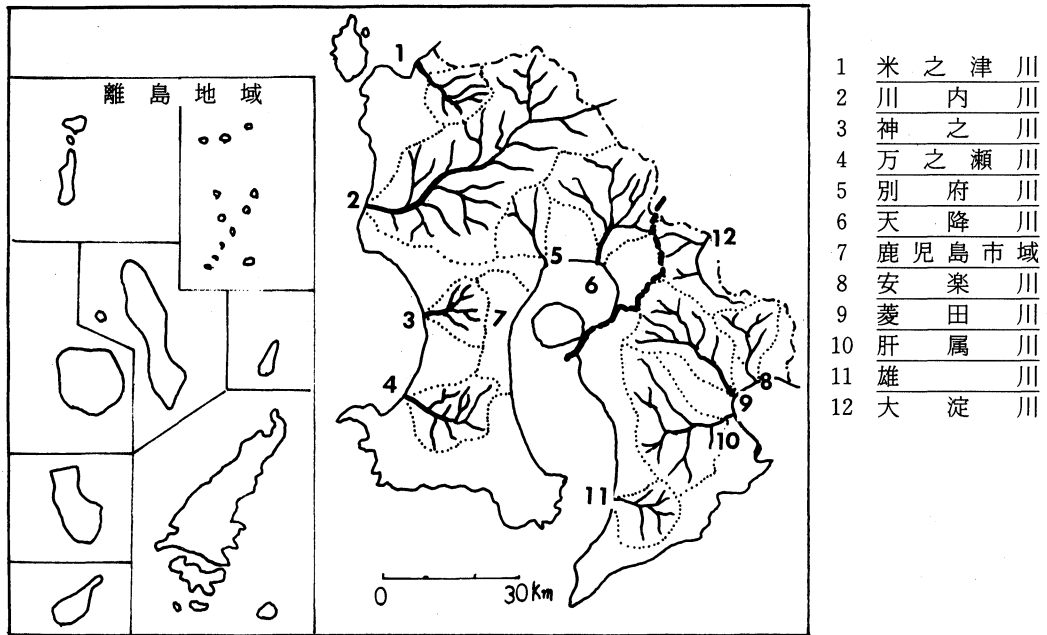 離島地域
1
2
3
4
5
6
7
8
9
10
11
12
0 30Km
1 米之津川
2 川内川
3 神之川
4 万之瀬川
5 別府川
6 天降川
7 鹿児島市域
8 安楽川
9 菱田川
10 肝属川
11 雄川
12 大淀川